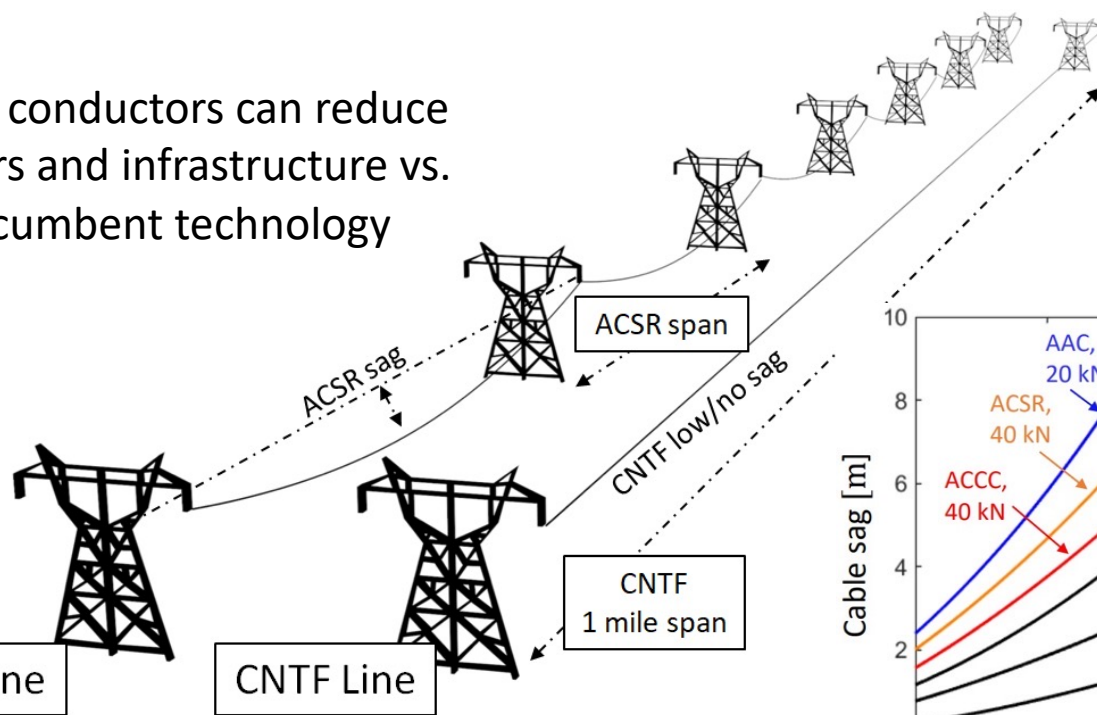 conductors can reduce
rs and infrastructure vs.
cumbent technology
ACSR span
ACSR sag
CNTF low/no sag
CNTF
1 mile span
ne
CNTF Line
Cable sag [m]
10
8
6
4
2
AAC,
20 kN
ACSR,
40 kN
ACCC,
40 kN